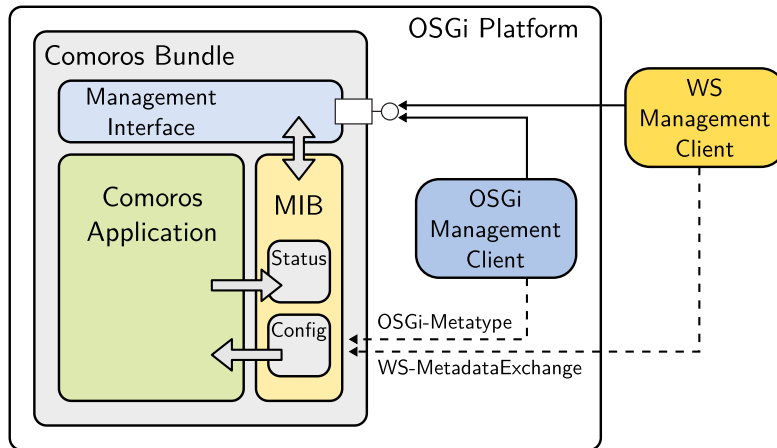 OSGi Platform
Comoros Bundle
Management
Interface
WS
Management
Client
Comoros
Application
MIB
OSGi
Management
Client
Status
Config
OSGi-Metatype
WS-MetadataExchange